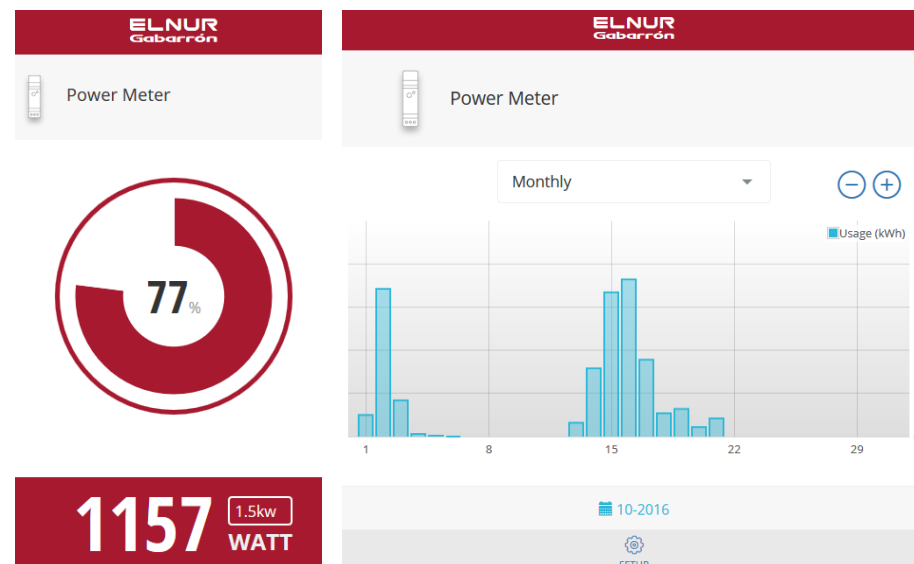 ELNUR
Gabarrón
Power Meter
77%
1157
1.5kw
WATT
ELNUR
Gabarrón
Power Meter
Monthly
Usage (kWh)
1 8 15 22 29
10-2016
SETUP